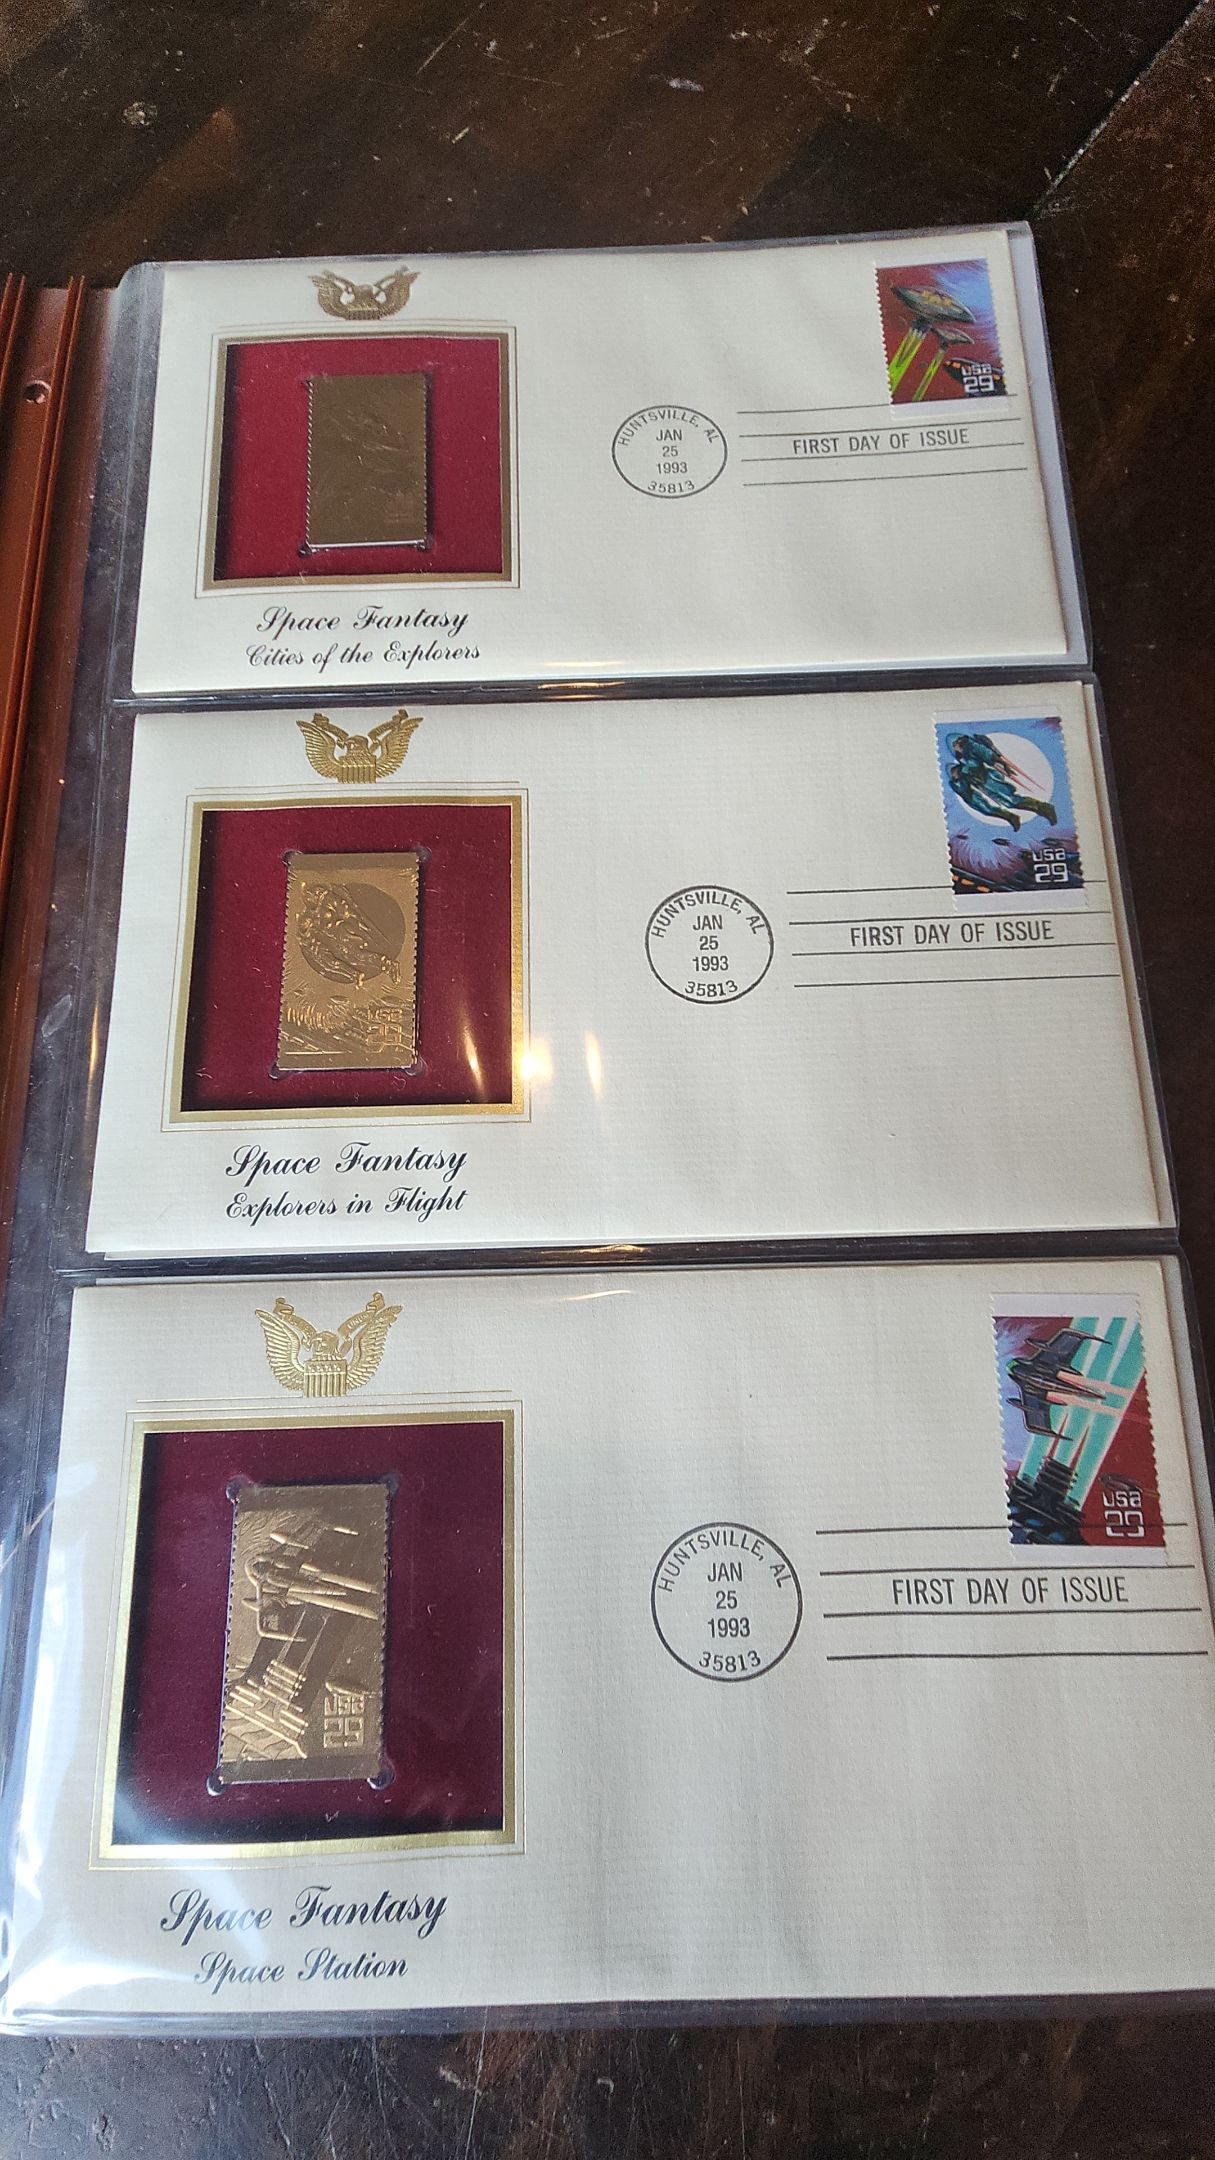 USA
29
HUNTSVILLE, AL
JAN
25
1993
35813
FIRST DAY OF ISSUE
Space Fantasy
Cities of the Explorers
USA
29
USA
29
HUNTSVILLE, AL
JAN
25
1993
35813
FIRST DAY OF ISSUE
Space Fantasy
Explorers in Flight
USA
29
USA
29
HUNTSVILLE, AL
JAN
25
1993
35813
FIRST DAY OF ISSUE
Space Fantasy
Space Station